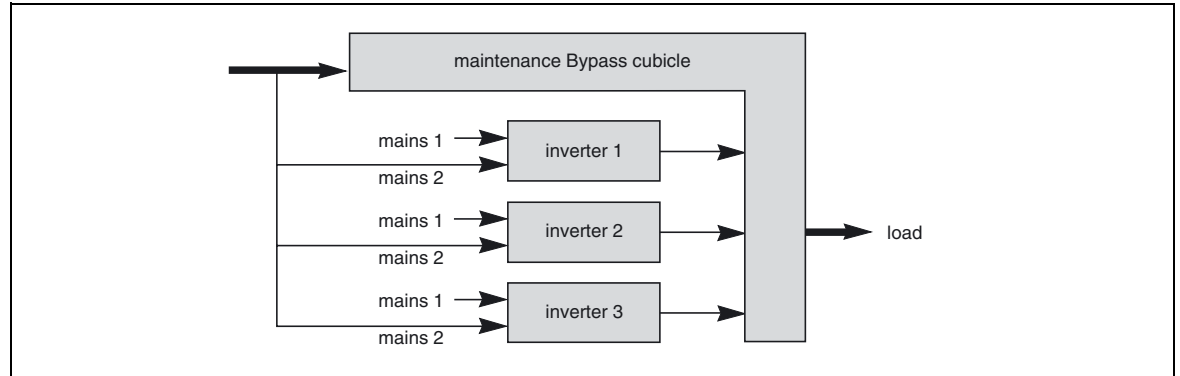 maintenance Bypass cubicle
mains 1
inverter 1
mains 2
mains 1
inverter 2
mains 2
load
mains 1
inverter 3
mains 2